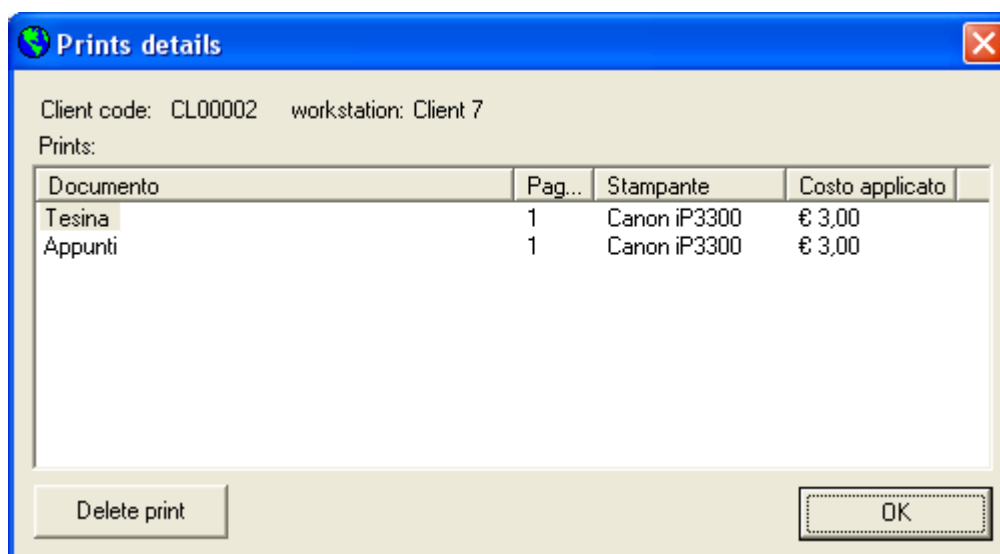 Prints details
Client code: CL00002 workstation: Client 7
Prints:
Documento Pag... Stampante Costo applicato
Tesina 1 Canon iP3300 € 3,00
Appunti 1 Canon iP3300 € 3,00
Delete print OK